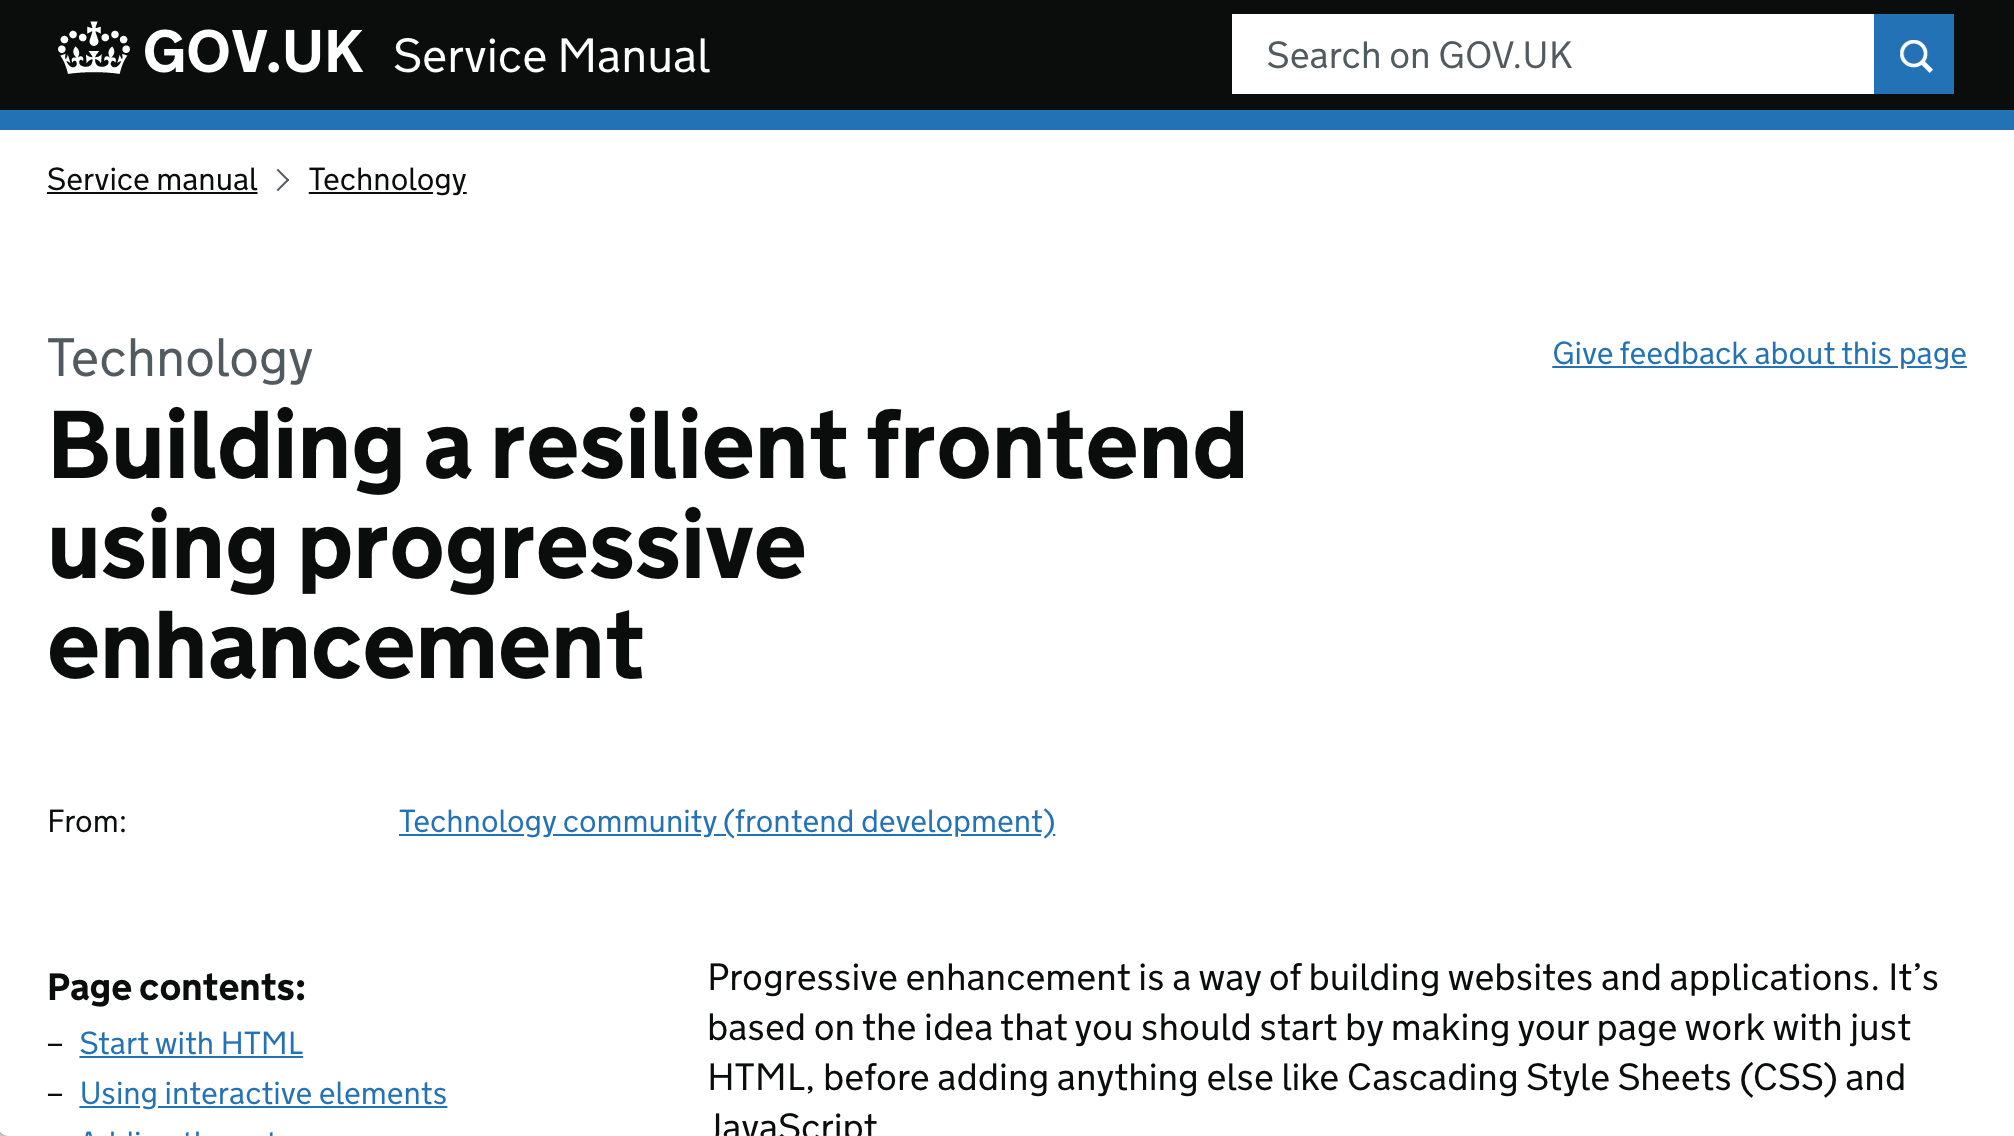 GOV.UK Service Manual
Search on GOV.UK
Service manual
Technology
Technology
Give feedback about this page
Building a resilient frontend
using progressive
enhancement
From:
Technology community (frontend development)
Page contents:
– Start with HTML
– Using interactive elements
Progressive enhancement is a way of building websites and applications. It’s
based on the idea that you should start by making your page work with just
HTML, before adding anything else like Cascading Style Sheets (CSS) and
JavaScript